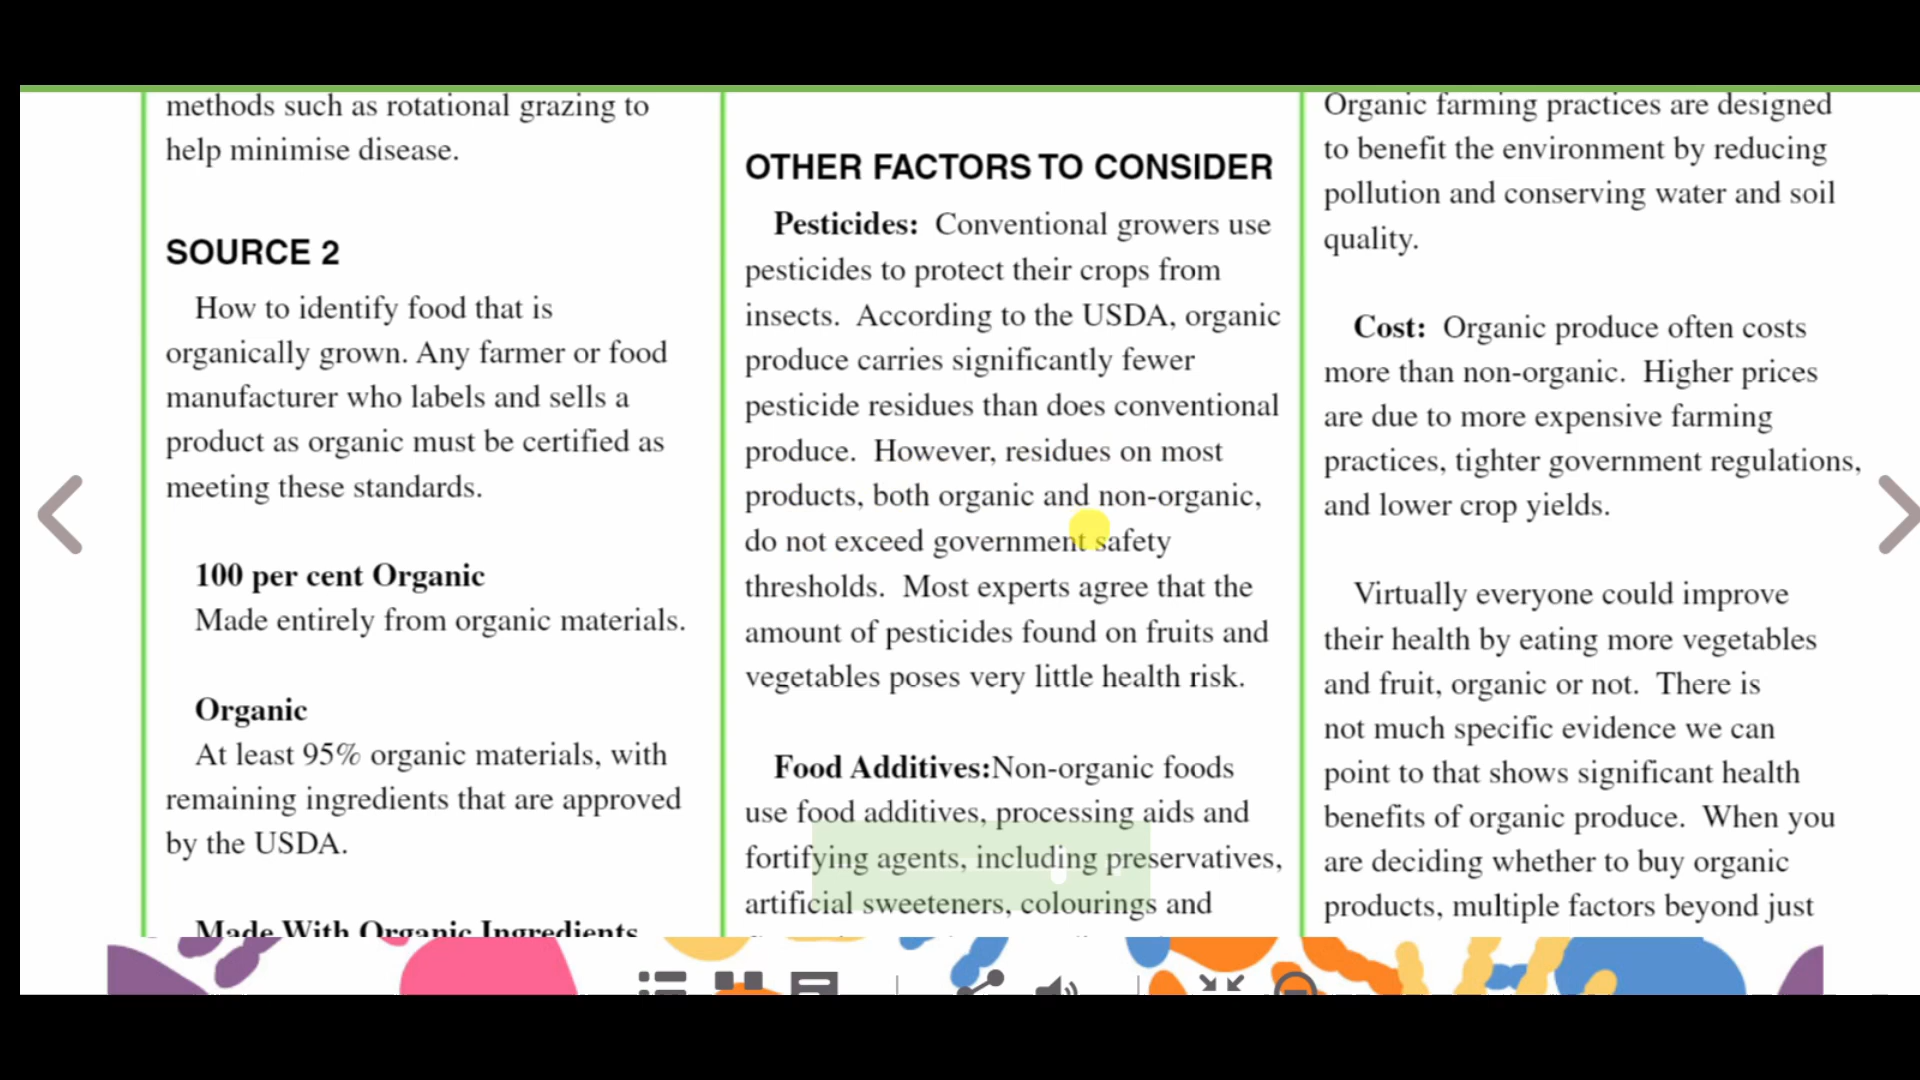 methods such as rotational grazing to
help minimise disease.
SOURCE 2
How to identify food that is
organically grown. Any farmer or food
manufacturer who labels and sells a
product as organic must be certified as
meeting these standards.
100 per cent Organic
Made entirely from organic materials.
Organic
At least 95% organic materials, with
remaining ingredients that are approved
by the USDA.
Made With Organic Ingredients
OTHER FACTORS TO CONSIDER
Pesticides: Conventional growers use
pesticides to protect their crops from
insects. According to the USDA, organic
produce carries significantly fewer
pesticide residues than does conventional
produce. However, residues on most
products, both organic and non-organic,
do not exceed government safety
thresholds. Most experts agree that the
amount of pesticides found on fruits and
vegetables poses very little health risk.
Food Additives:Non-organic foods
use food additives, processing aids and
fortifying agents, including preservatives,
artificial sweeteners, colourings and
Organic farming practices are designed
to benefit the environment by reducing
pollution and conserving water and soil
quality.
Cost: Organic produce often costs
more than non-organic. Higher prices
are due to more expensive farming
practices, tighter government regulations,
and lower crop yields.
Virtually everyone could improve
their health by eating more vegetables
and fruit, organic or not. There is
not much specific evidence we can
point to that shows significant health
benefits of organic produce. When you
are deciding whether to buy organic
products, multiple factors beyond just